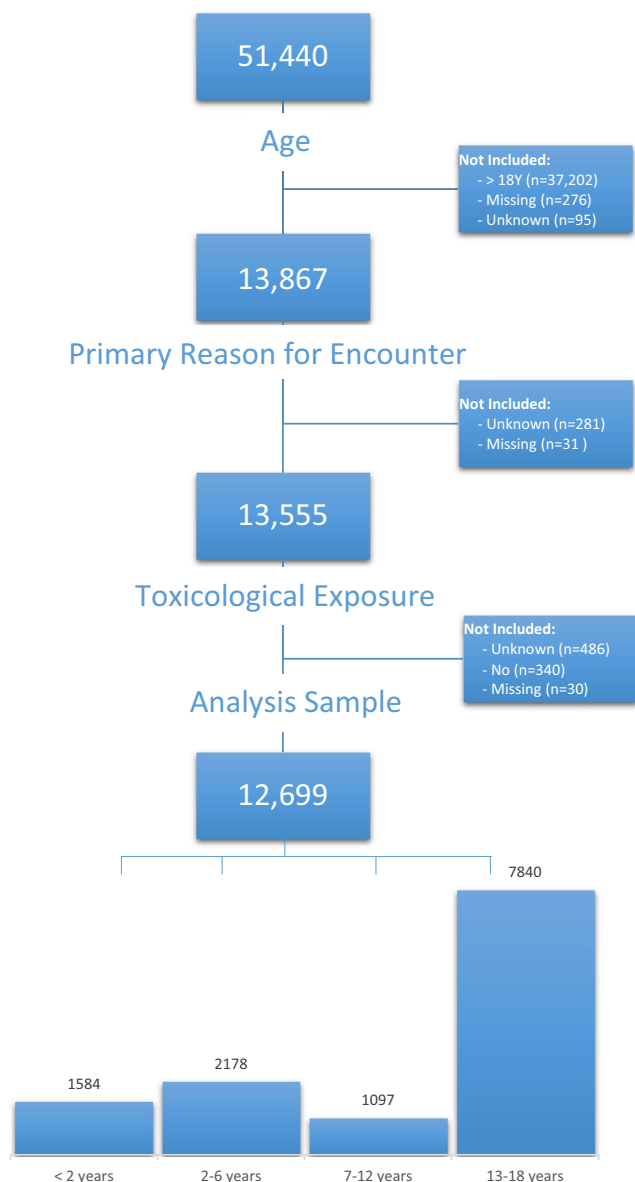 51,440
Age
Not Included:
- > 18Y (n=37,202)
- Missing (n=276)
- Unknown (n=95)
13,867
Primary Reason for Encounter
Not Included:
- Unknown (n=281)
- Missing (n=31 )
13,555
Toxicological Exposure
Not Included:
- Unknown (n=486)
- No (n=340)
- Missing (n=30)
Analysis Sample
12,699
7840
2178
1584
1097
< 2 years
2-6 years
7-12 years
13-18 years